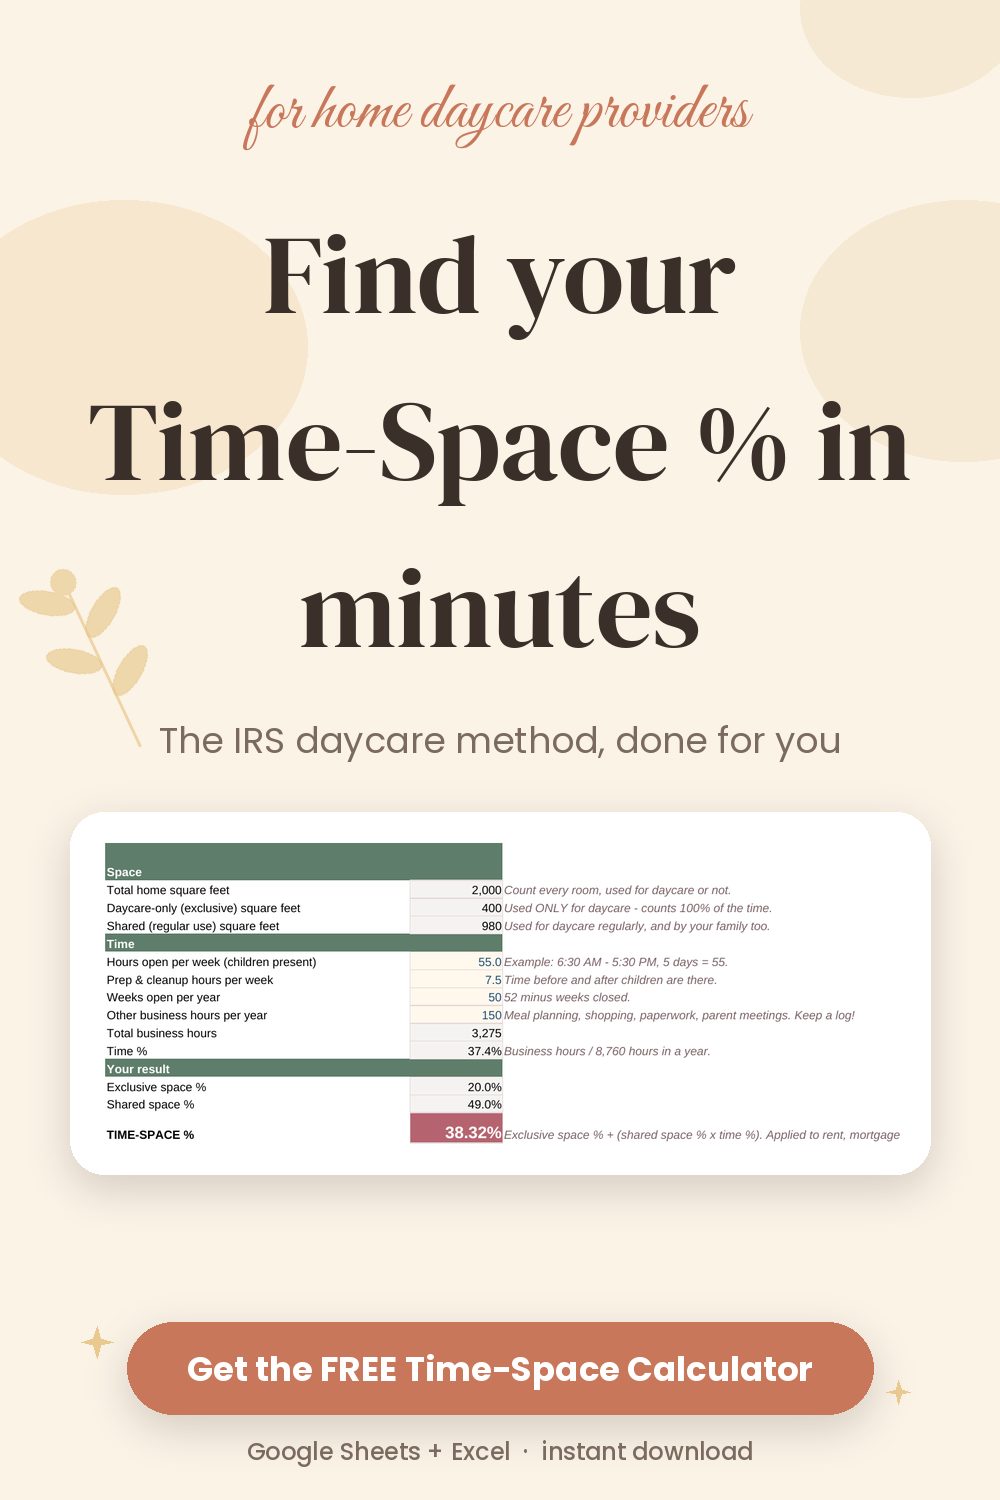 for home daycare providers
Find your
Time-Space % in
minutes
The IRS daycare method, done for you
Space
Total home square feet 2,000 Count every room, used for daycare or not.
Daycare-only (exclusive) square feet 400 Used ONLY for daycare - counts 100% of the time.
Shared (regular use) square feet 980 Used for daycare regularly, and by your family too.
Time
Hours open per week (children present) 55.0 Example: 6:30 AM - 5:30 PM, 5 days = 55.
Prep & cleanup hours per week 7.5 Time before and after children are there.
Weeks open per year 50 52 minus weeks closed.
Other business hours per year 150 Meal planning, shopping, paperwork, parent meetings. Keep a log!
Total business hours 3,275
Time % 37.4% Business hours / 8,760 hours in a year.
Your result
Exclusive space % 20.0%
Shared space % 49.0%
TIME-SPACE % 38.32% Exclusive space % + (shared space % x time %). Applied to rent, mortgage
Get the FREE Time-Space Calculator
Google Sheets + Excel · instant download